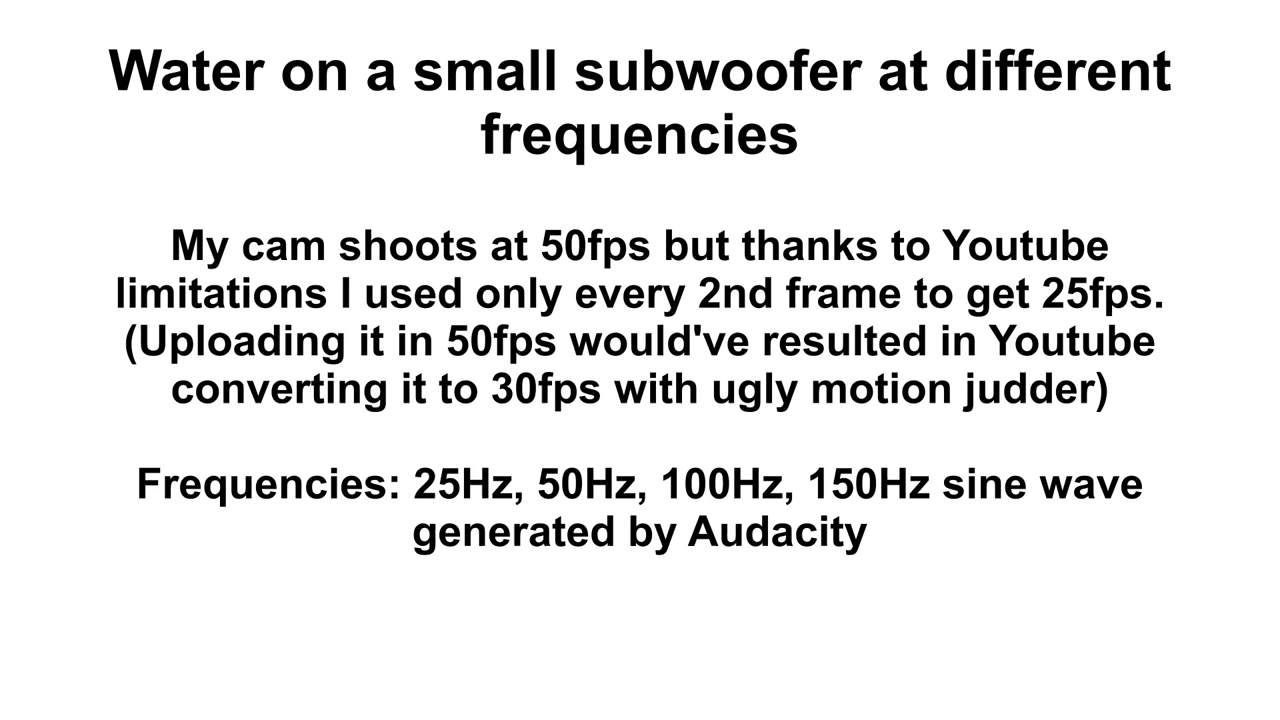 Water on a small subwoofer at different
frequencies
My cam shoots at 50fps but thanks to Youtube
limitations I used only every 2nd frame to get 25fps.
(Uploading it in 50fps would've resulted in Youtube
converting it to 30fps with ugly motion judder)
Frequencies: 25Hz, 50Hz, 100Hz, 150Hz sine wave
generated by Audacity